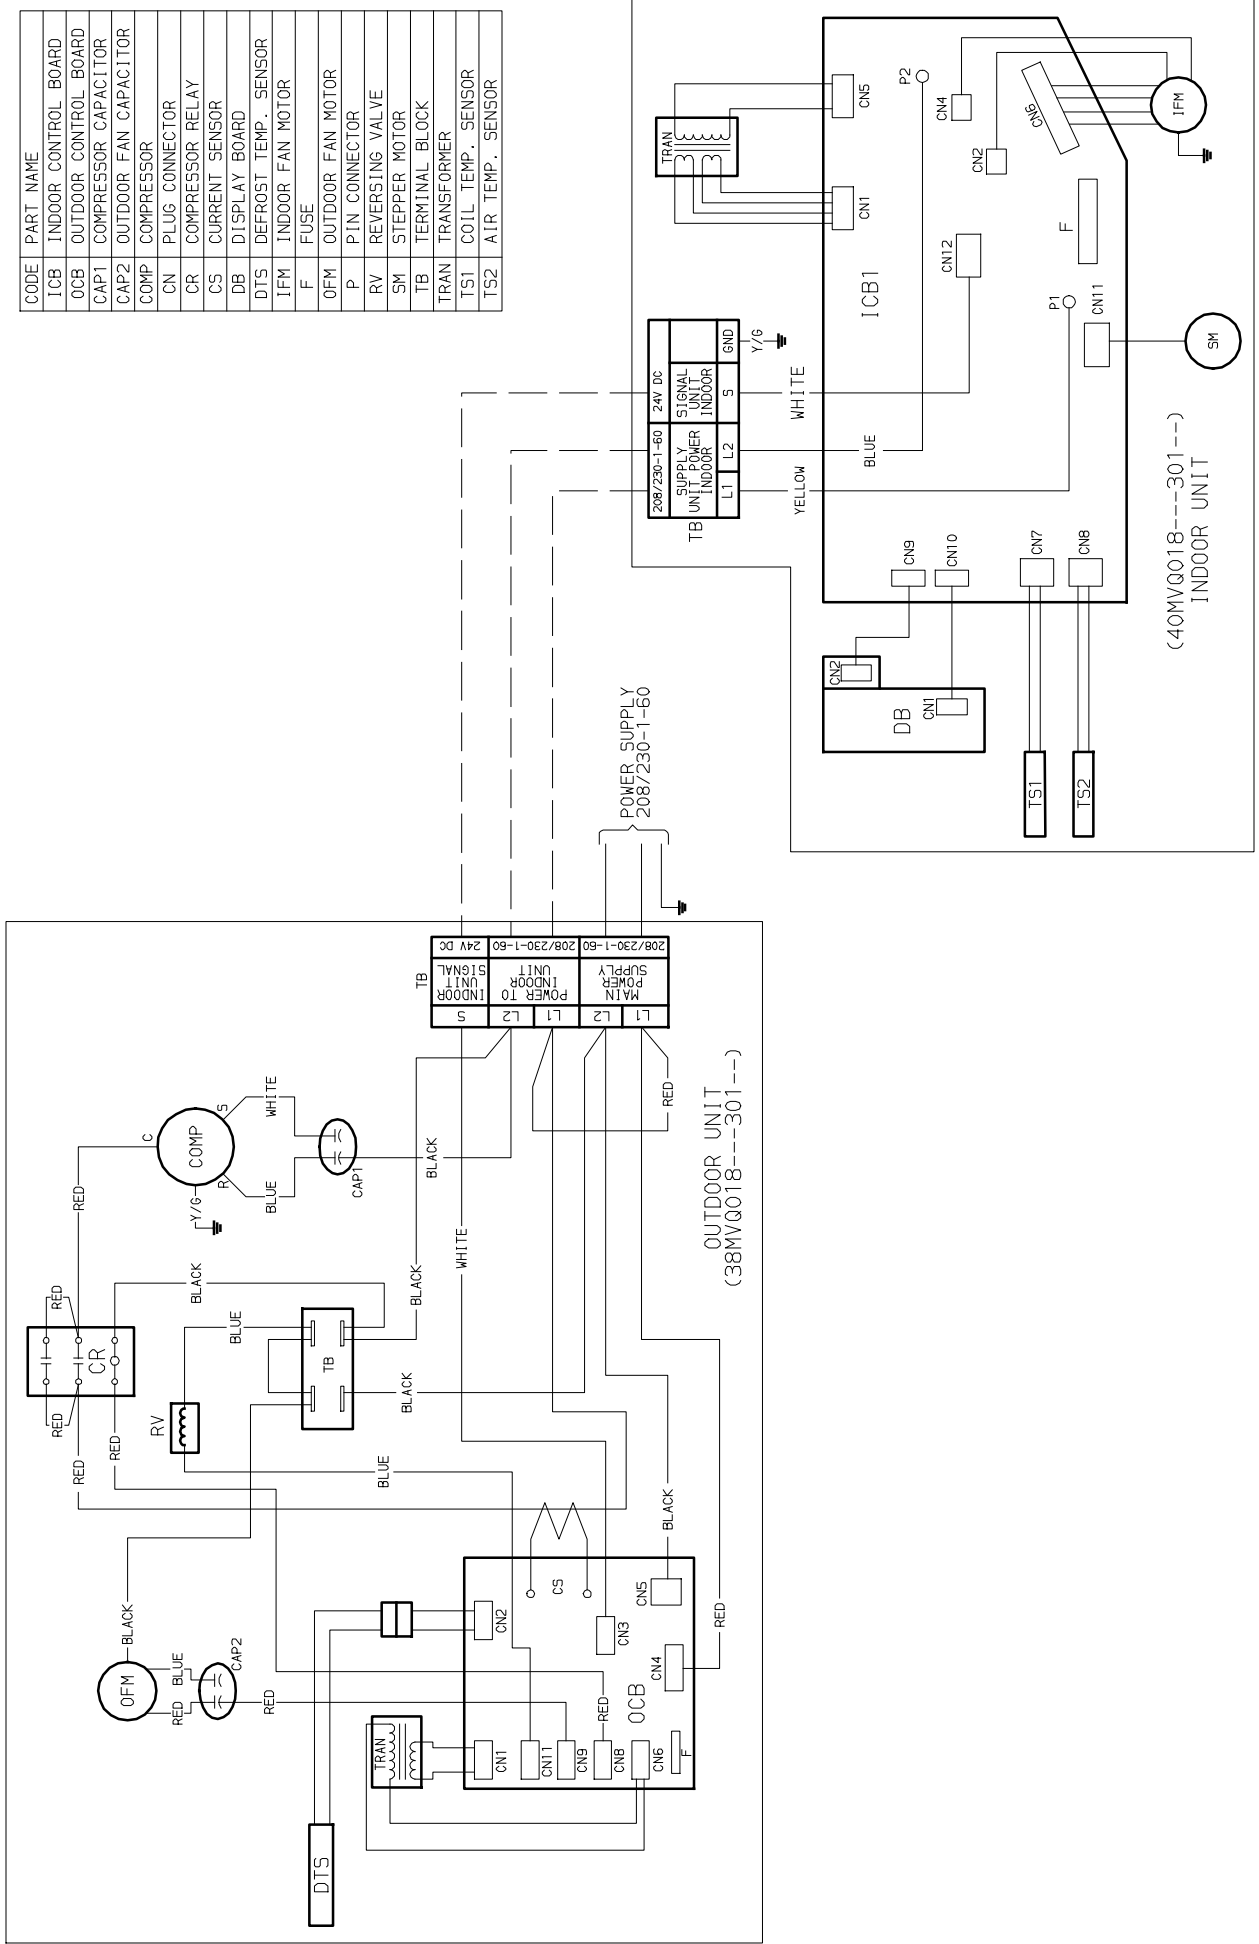 CODE PART NAME
ICB INDOOR CONTROL BOARD
OCB OUTDOOR CONTROL BOARD
CAP1 COMPRESSOR CAPACITOR
CAP2 OUTDOOR FAN CAPACITOR
COMP COMPRESSOR
CN PLUG CONNECTOR
CR COMPRESSOR RELAY
CS CURRENT SENSOR
DB DISPLAY BOARD
DTS DEFROST TEMP. SENSOR
IFM INDOOR FAN MOTOR
F FUSE
OFM OUTDOOR FAN MOTOR
P PIN CONNECTOR
RV REVERSING VALVE
SM STEPPER MOTOR
TB TERMINAL BLOCK
TRAN TRANSFORMER
TS1 COIL TEMP. SENSOR
TS2 AIR TEMP. SENSOR
RED
RED
CR
RED
RED
RED
C
COMP
R
S
Y/G
BLUE
WHITE
CAP1
BLACK
BLACK
RV
BLUE
BLUE
TB
BLACK
BLACK
BLACK
WHITE
OFM
BLACK
RED
BLUE
CAP2
RED
DTS
TRAN
CN1
CN2
CN11
CS
CN9
CN8
RED
CN3
CN6
OCB
CN4
CN5
F
BLACK
RED
TB
24V DC
INDOOR
UNIT
SIGNAL
S
208/230-1-60
POWER TO
INDOOR
UNIT
L2
L1
208/230-1-60
MAIN
POWER
SUPPLY
L2
L1
RED
OUTDOOR UNIT
(38MVQ018---301--)
POWER SUPPLY
208/230-1-60
TB
208/230-1-60
SUPPLY
UNIT POWER
INDOOR
L1
L2
24V DC
SIGNAL
UNIT
INDOOR
S
GND
Y/G
YELLOW
BLUE
WHITE
TRAN
CN1
CN5
ICB1
P2
CN4
CN2
CN6
IFM
CN12
F
P1
CN11
SM
CN9
CN10
CN7
CN8
CN2
DB
CN1
TS1
TS2
(40MVQ018---301--)
INDOOR UNIT